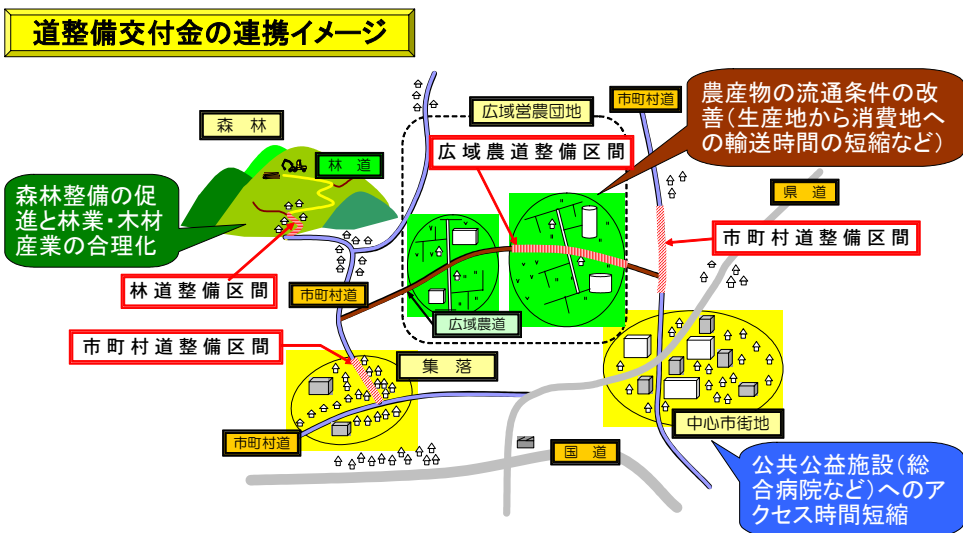 道整備交付金の連携イメージ
農産物の流通条件の改
善(生産地から消費地へ
の輸送時間の短縮など)
市町村道
広域営農団地
森林
広域農道整備区間
林道
県道
森林整備の促
進と林業・木材
産業の合理化
市町村道整備区間
林道整備区間
市町村道
広域農道
市町村道整備区間
集落
中心市街地
市町村道
国道
公共公益施設(総
合病院など)へのア
クセス時間短縮